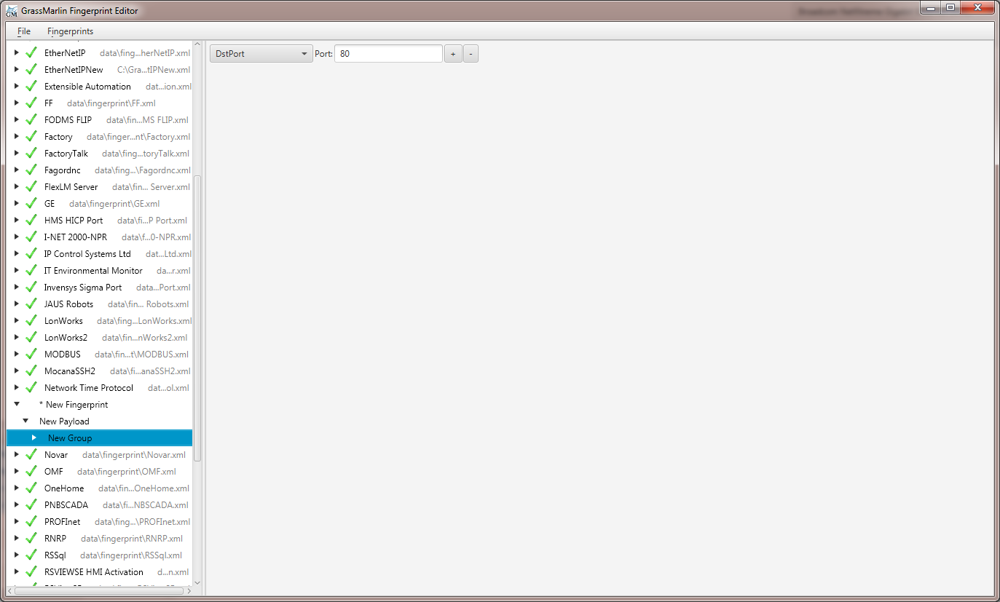 GM GrassMarlin Fingerprint Editor
File Fingerprints
EtherNetIP data\fing...herNetIP.xml
EtherNetIPNew C:\Gra...tIPNew.xml
Extensible Automation dat...ion.xml
FF data\fingerprint\FF.xml
FODMS FLIP data\fin...MS FLIP.xml
Factory data\finger...nt\Factory.xml
FactoryTalk data\fing...toryTalk.xml
Fagordnc data\fing...\Fagordnc.xml
FlexLM Server data\fin... Server.xml
GE data\fingerprint\GE.xml
HMS HICP Port data\fi...P Port.xml
I-NET 2000-NPR data\f...0-NPR.xml
IP Control Systems Ltd dat...Ltd.xml
IT Environmental Monitor da...r.xml
Invensys Sigma Port data...Port.xml
JAUS Robots data\fin... Robots.xml
LonWorks data\fing...LonWorks.xml
LonWorks2 data\fin...nWorks2.xml
MODBUS data\fin...t\MODBUS.xml
MocanaSSH2 data\fi...anaSSH2.xml
Network Time Protocol dat...ol.xml
* New Fingerprint
New Payload
New Group
Novar data\fingerprint\Novar.xml
OMF data\fingerprint\OMF.xml
OneHome data\fin...OneHome.xml
PNBSCADA data\fi...NBSCADA.xml
PROFInet data\fing...\PROFInet.xml
RNRP data\fingerprint\RNRP.xml
RSSql data\fingerprint\RSSql.xml
RSVIEWSE HMI Activation d...n.xml
DstPort Port: 80 + -